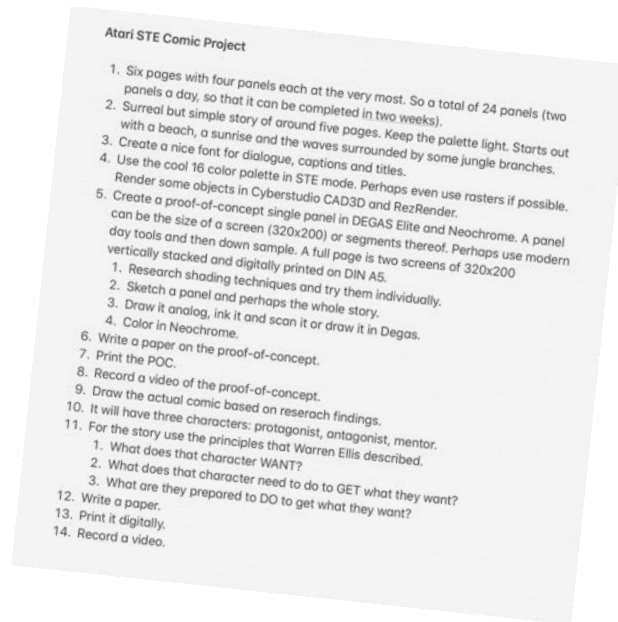 Atari STE Comic Project
1. Six pages with four panels each at the very most. So a total of 24 panels (two
panels a day, so that it can be completed in two weeks).
2. Surreal but simple story of around five pages. Keep the palette light. Starts out
with a beach, a sunrise and the waves surrounded by some jungle branches.
3. Create a nice font for dialogue, captions and titles.
4. Use the cool 16 color palette in STE mode. Perhaps even use rasters if possible.
Render some objects in Cyberstudio CAD3D and RezRender.
5. Create a proof-of-concept single panel in DEGAS Elite and Neochrome. A panel
can be the size of a screen (320x200) or segments thereof. Perhaps use modern
day tools and then down sample. A full page is two screens of 320x200
vertically stacked and digitally printed on DIN A5.
1. Research shading techniques and try them individually.
2. Sketch a panel and perhaps the whole story.
3. Draw it analog, ink it and scan it or draw it in Degas.
4. Color in Neochrome.
6. Write a paper on the proof-of-concept.
7. Print the POC.
8. Record a video of the proof-of-concept.
9. Draw the actual comic based on reserach findings.
10. It will have three characters: protagonist, antagonist, mentor.
11. For the story use the principles that Warren Ellis described.
1. What does that character WANT?
2. What does that character need to do to GET what they want?
3. What are they prepared to DO to get what they want?
12. Write a paper.
13. Print it digitally.
14. Record a video.